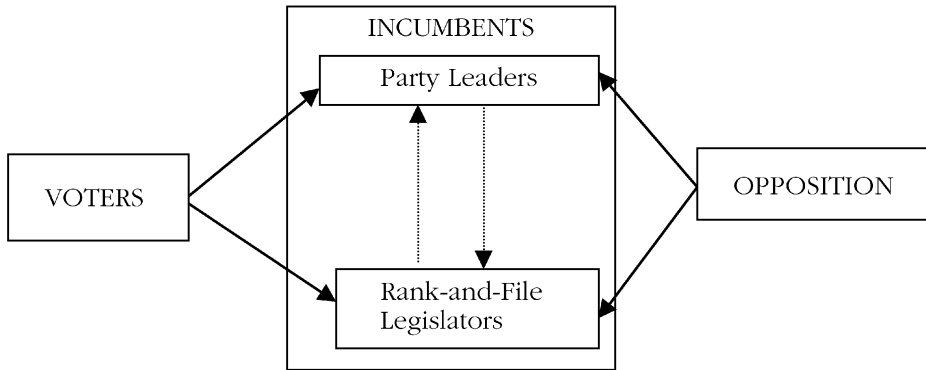 INCUMBENTS
Party Leaders
VOTERS
OPPOSITION
Rank-and-File
Legislators